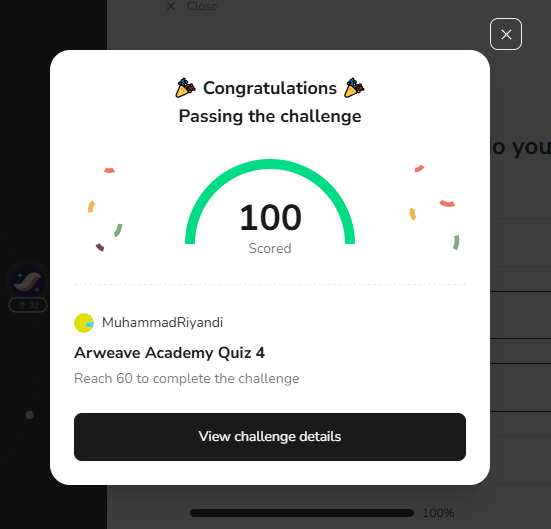 Close
Congratulations
Passing the challenge
o you
100
Scored
32
MuhammadRiyandi
Arweave Academy Quiz 4
Reach 60 to complete the challenge
View challenge details
100%